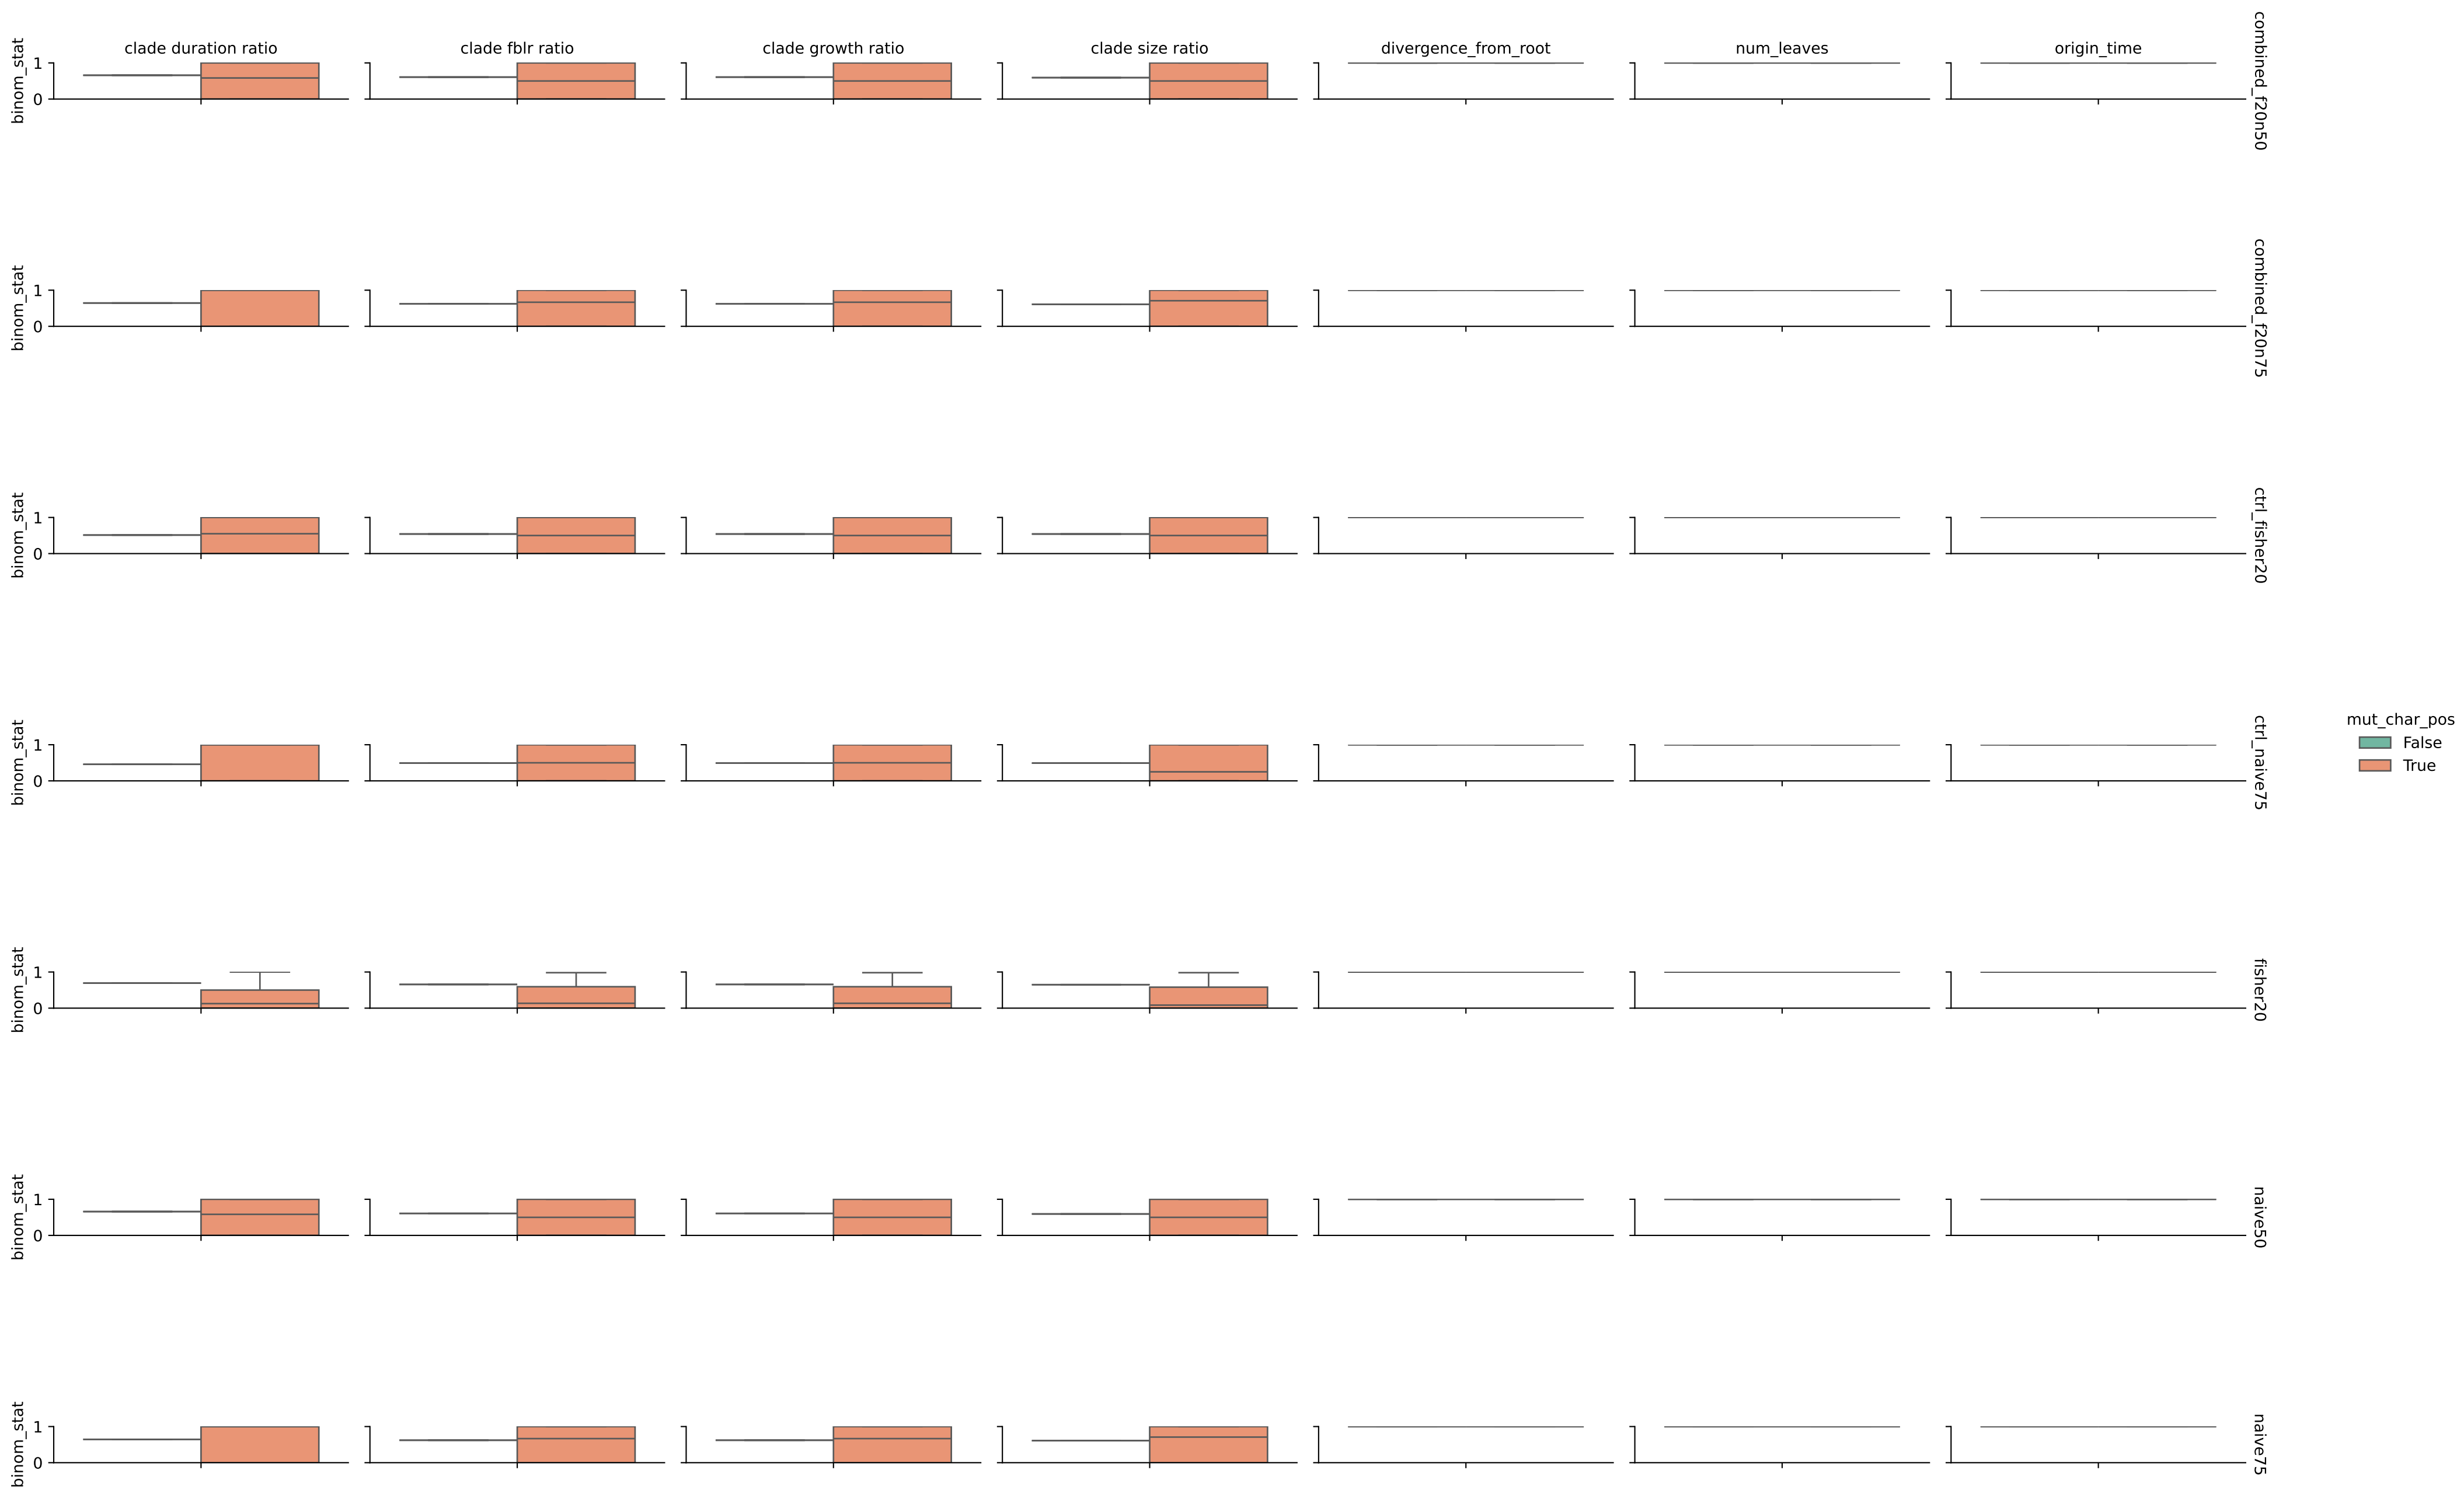 clade duration ratio
clade fblr ratio
clade growth ratio
clade size ratio
divergence_from_root
num_leaves
origin_time
binom_stat
1
0
combined_f20n50
binom_stat
1
0
combined_f20n75
binom_stat
1
0
ctrl_fisher20
binom_stat
1
0
ctrl_naive75
mut_char_pos
False
True
binom_stat
1
0
fisher20
binom_stat
1
0
naive50
binom_stat
1
0
naive75